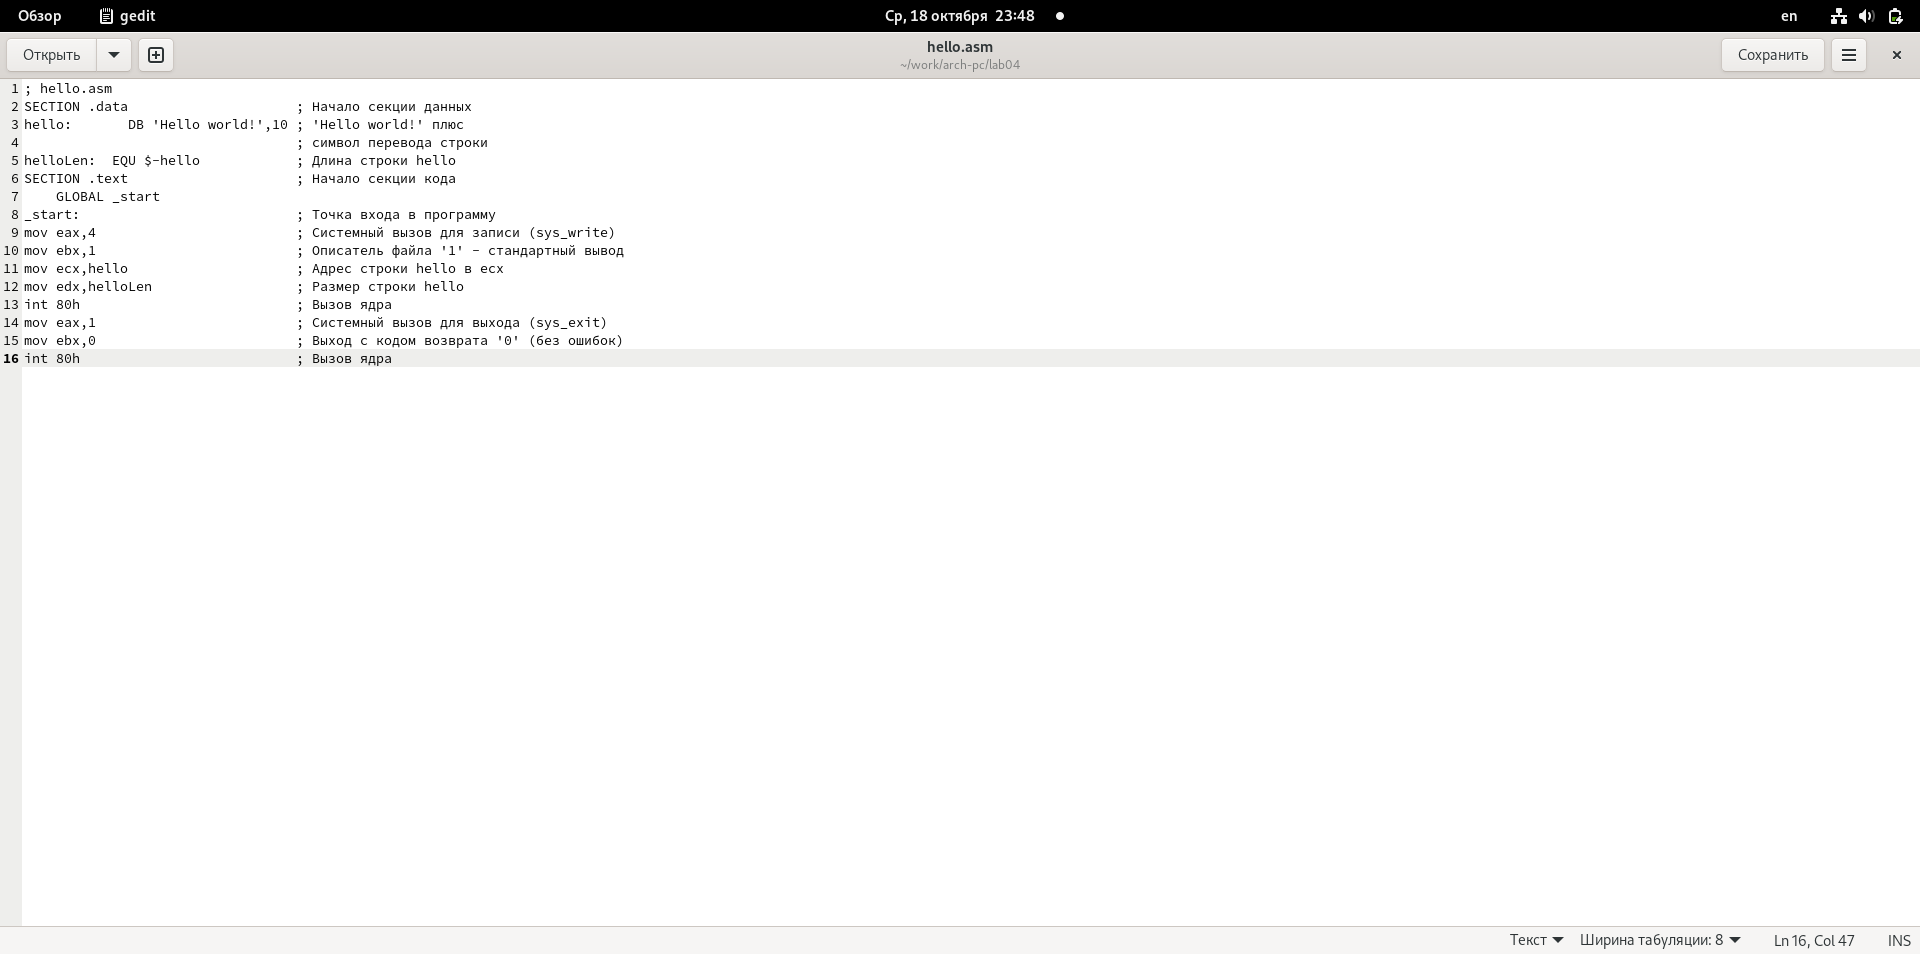 Обзор gedit Ср, 18 октября 23:48 en
Открыть hello.asm Сохранить
~/work/arch-pc/lab04
1 ; hello.asm
2 SECTION .data                     ; Начало секции данных
3 hello:       DB 'Hello world!',10 ; 'Hello world!' плюс
4                                   ; символ перевода строки
5 helloLen:  EQU $-hello            ; Длина строки hello
6 SECTION .text                     ; Начало секции кода
7     GLOBAL _start
8 _start:                           ; Точка входа в программу
9 mov eax,4                         ; Системный вызов для записи (sys_write)
10 mov ebx,1                         ; Описатель файла '1' - стандартный вывод
11 mov ecx,hello                     ; Адрес строки hello в ecx
12 mov edx,helloLen                  ; Размер строки hello
13 int 80h                           ; Вызов ядра
14 mov eax,1                         ; Системный вызов для выхода (sys_exit)
15 mov ebx,0                         ; Выход с кодом возврата '0' (без ошибок)
16 int 80h                           ; Вызов ядра
Текст Ширина табуляции: 8 Ln 16, Col 47 INS